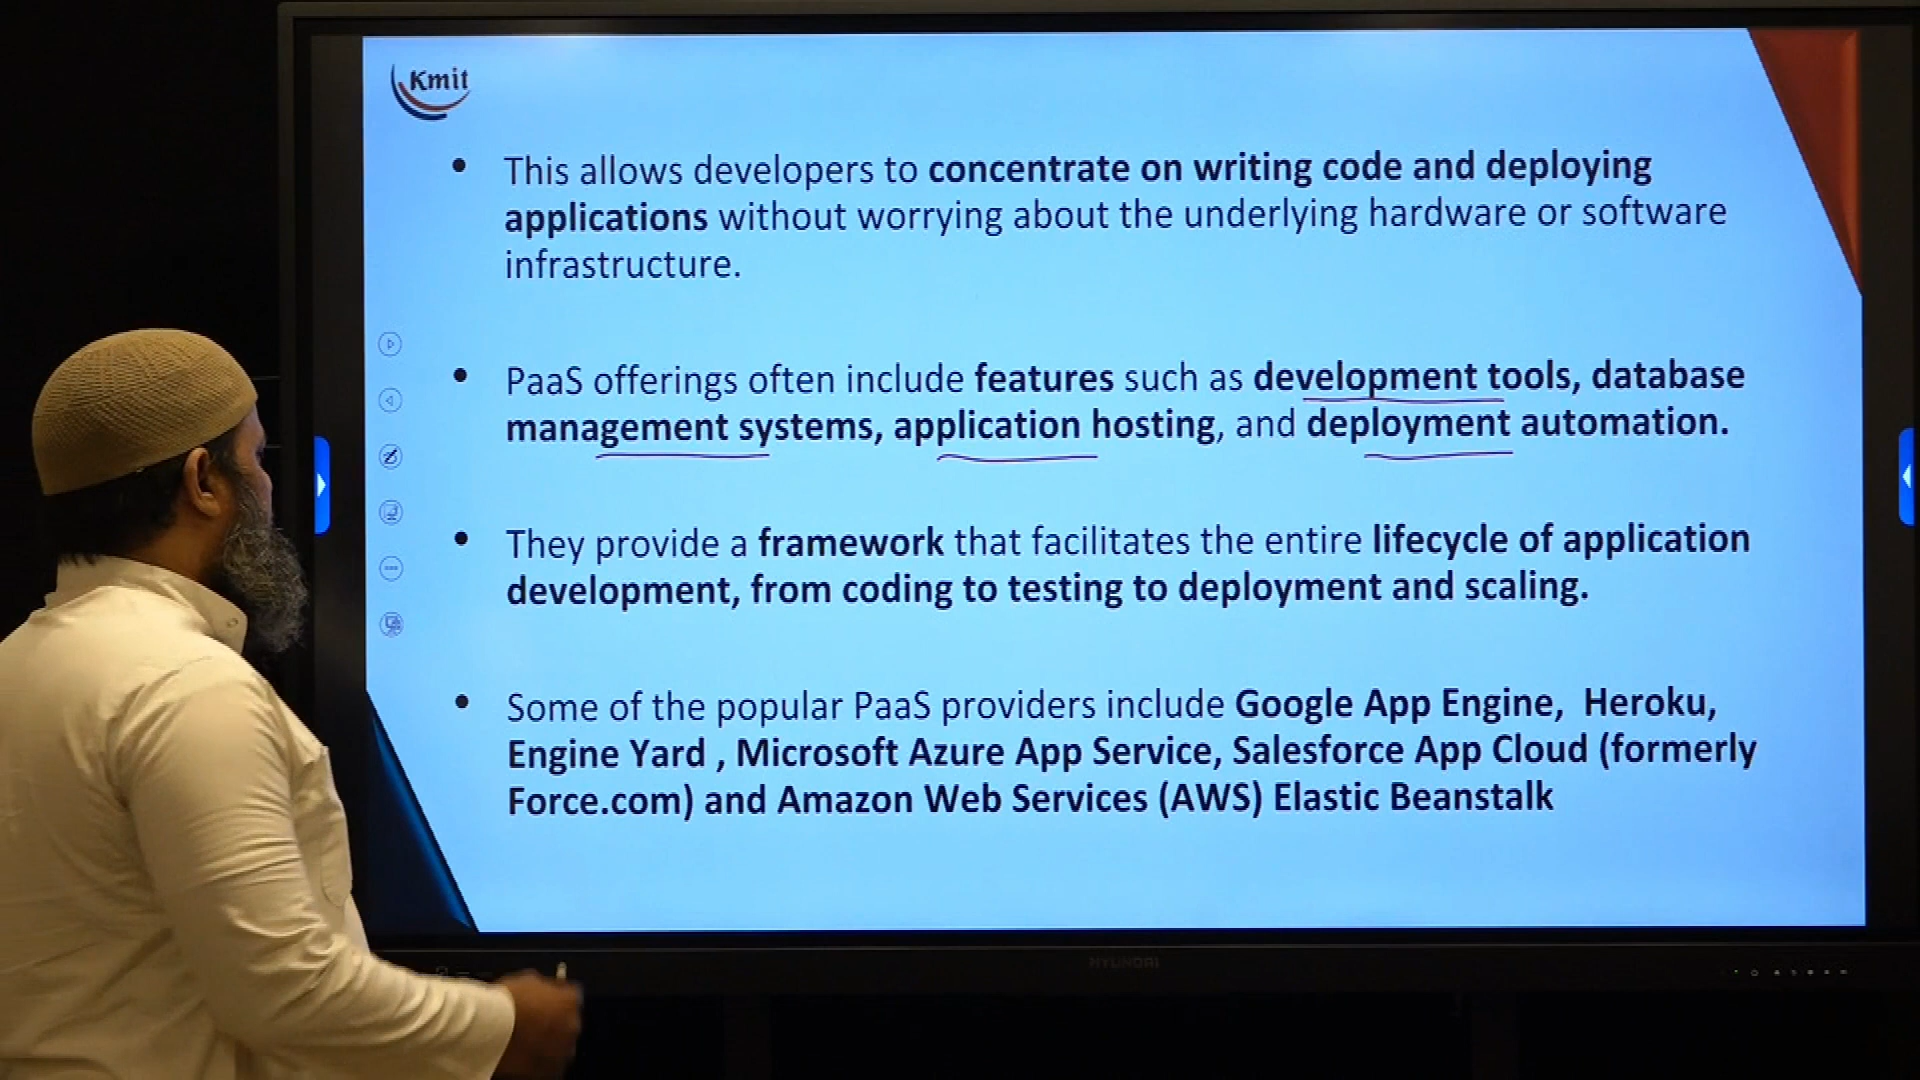 Kmit
• This allows developers to concentrate on writing code and deploying
applications without worrying about the underlying hardware or software
infrastructure.
• PaaS offerings often include features such as development tools, database
management systems, application hosting, and deployment automation.
• They provide a framework that facilitates the entire lifecycle of application
development, from coding to testing to deployment and scaling.
• Some of the popular PaaS providers include Google App Engine, Heroku,
Engine Yard , Microsoft Azure App Service, Salesforce App Cloud (formerly
Force.com) and Amazon Web Services (AWS) Elastic Beanstalk
HYUNDAI